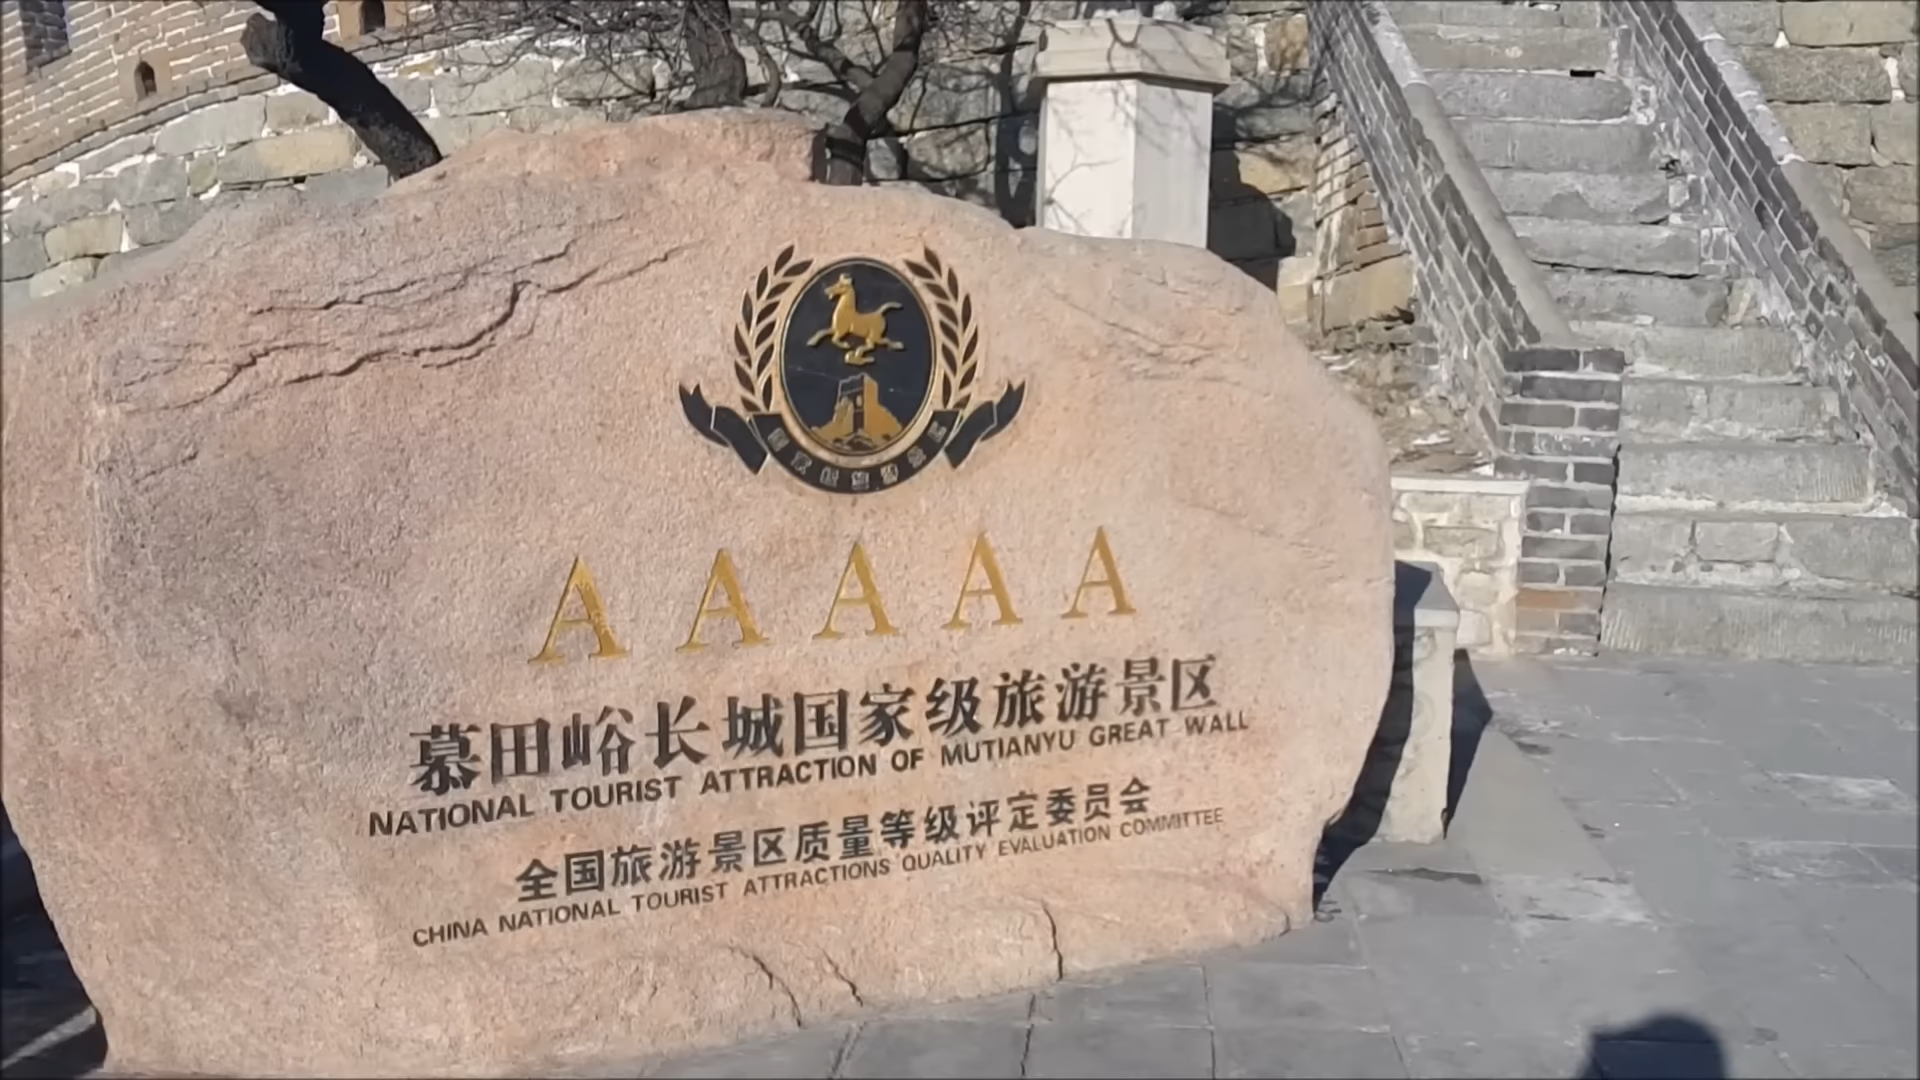 AAAAA
慕田峪长城国家级旅游景区
NATIONAL TOURIST ATTRACTION OF MUTIANYU GREAT WALL
全国旅游景区质量等级评定委员会
CHINA NATIONAL TOURIST ATTRACTIONS QUALITY EVALUATION COMMITTEE